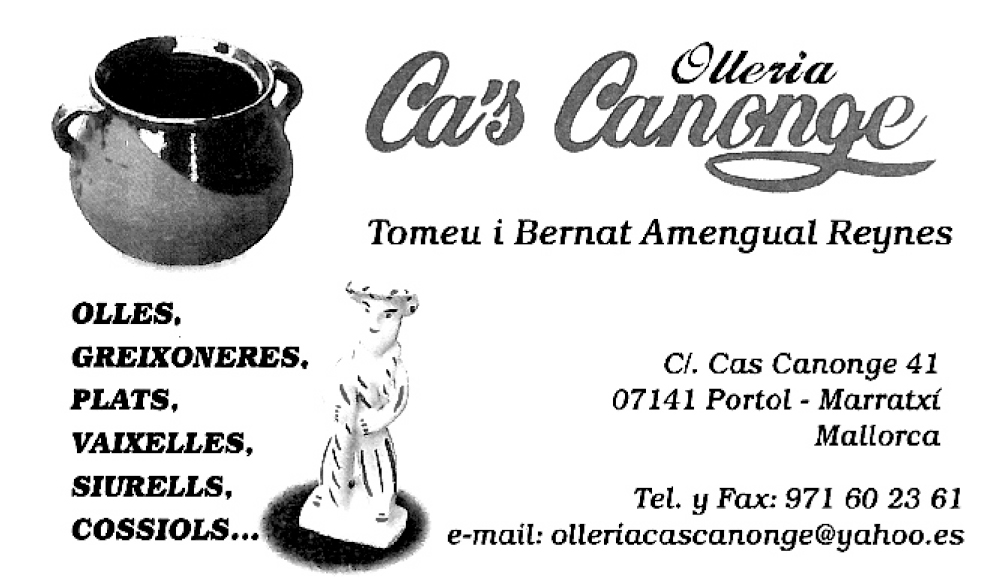 Olleria
Ca's Canonge
Tomeu i Bernat Amengual Reynes
OLLES,
GREIXONERES,
PLATS,
VAIXELLES,
SIURELLS,
COSSIOLS...
C/. Cas Canonge 41
07141 Portol - Marratxí
Mallorca
Tel. y Fax: 971 60 23 61
e-mail: olleriacascanonge@yahoo.es